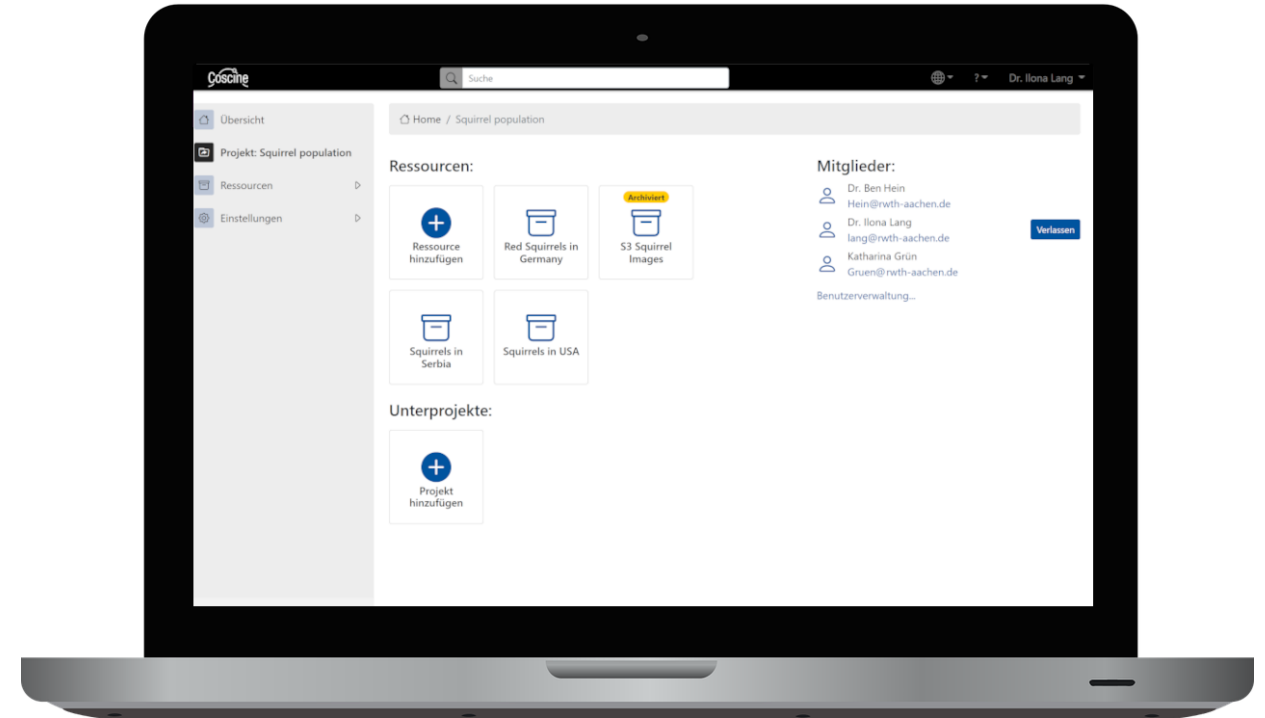 Coscine
Suche
?
Dr. Ilona Lang
Übersicht
Projekt: Squirrel population
Ressourcen
Einstellungen
Home / Squirrel population
Ressourcen:
Ressource
hinzufügen
Red Squirrels in
Germany
Archiviert
S3 Squirrel
Images
Squirrels in
Serbia
Squirrels in USA
Unterprojekte:
Projekt
hinzufügen
Mitglieder:
Dr. Ben Hein
Hein@rwth-aachen.de
Dr. Ilona Lang
lang@rwth-aachen.de
Verlassen
Katharina Grün
Gruen@rwth-aachen.de
Benutzerverwaltung...